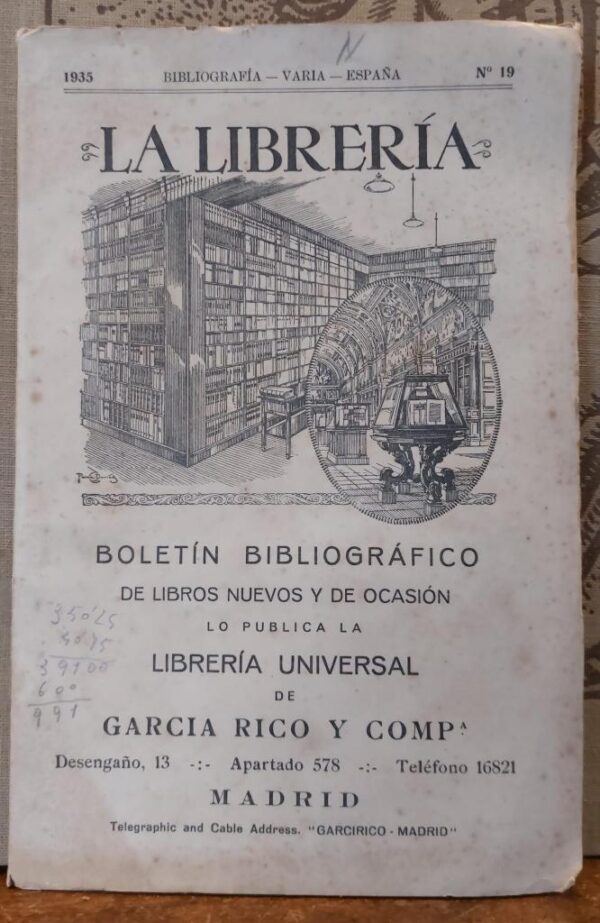 N
1935 BIBLIOGRAFÍA — VARIA — ESPAÑA Nº 19
LA LIBRERÍA
BOLETÍN BIBLIOGRÁFICO
DE LIBROS NUEVOS Y DE OCASIÓN
LO PUBLICA LA
LIBRERÍA UNIVERSAL
DE
GARCIA RICO Y COMPª.
Desengaño, 13 -:- Apartado 578 -:- Teléfono 16821
MADRID
Telegraphic and Cable Address. "GARCIRICO - MADRID"